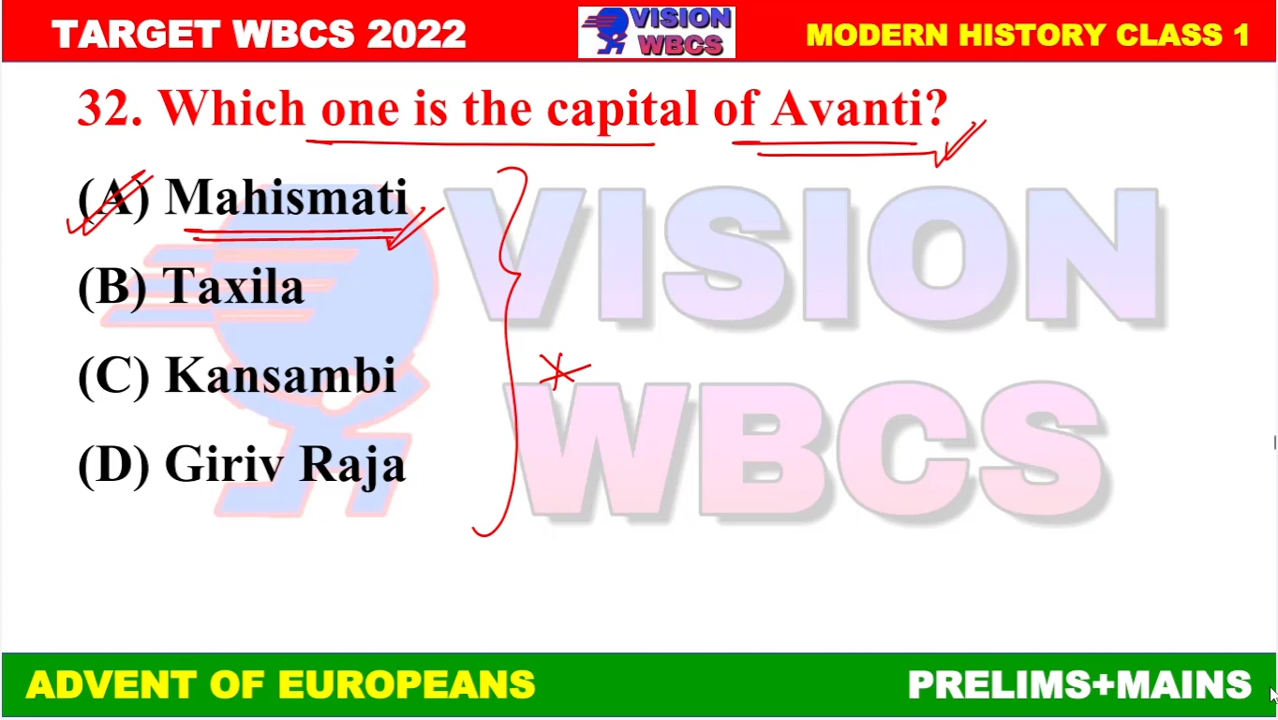 TARGET WBCS 2022
VISION
WBCS
MODERN HISTORY CLASS 1
32. Which one is the capital of Avanti?
(A) Mahismati
(B) Taxila
(C) Kansambi
(D) Giriv Raja
VISION
WBCS
ADVENT OF EUROPEANS
PRELIMS+MAINS